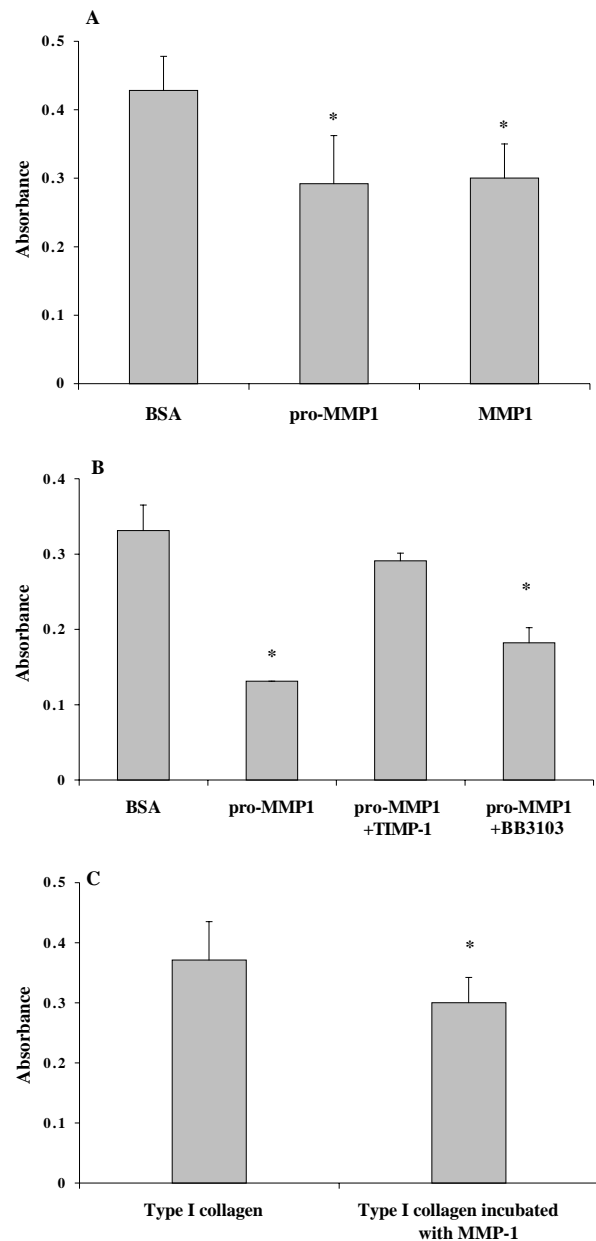 A
0.5
0.4
0.3
0.2
0.1
0
Absorbance
*
*
BSA
pro-MMP1
MMP1
B
0.4
0.3
0.2
0.1
0
Absorbance
*
*
BSA
pro-MMP1
pro-MMP1
+TIMP-1
pro-MMP1
+BB3103
C
0.5
0.4
0.3
0.2
0.1
0
Absorbance
*
Type I collagen
Type I collagen incubated
with MMP-1